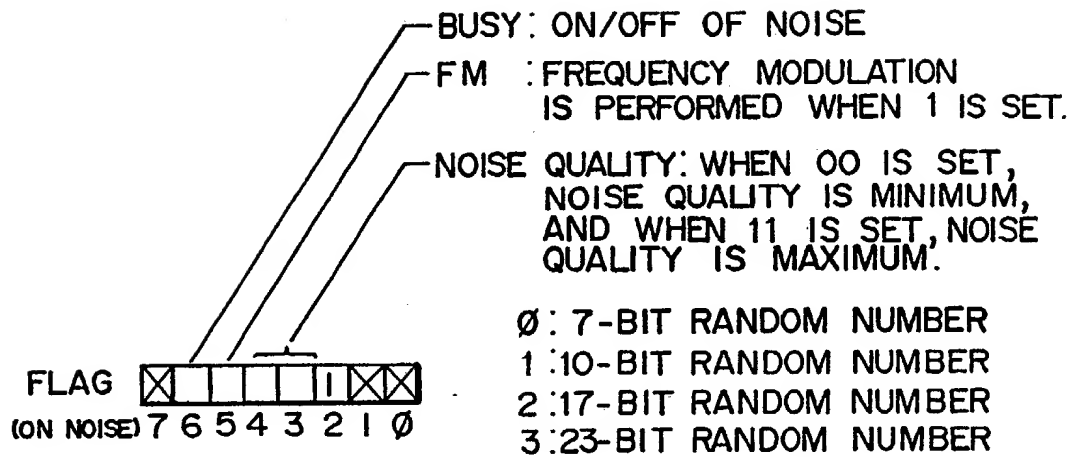 BUSY: ON/OFF OF NOISE
FM : FREQUENCY MODULATION
IS PERFORMED WHEN 1 IS SET.
NOISE QUALITY: WHEN 00 IS SET,
NOISE QUALITY IS MINIMUM,
AND WHEN 11 IS SET, NOISE
QUALITY IS MAXIMUM.
Ø: 7-BIT RANDOM NUMBER
1:10-BIT RANDOM NUMBER
2:17-BIT RANDOM NUMBER
3:23-BIT RANDOM NUMBER
FLAG 1
(ON NOISE) 7 6 5 4 3 2 1 Ø